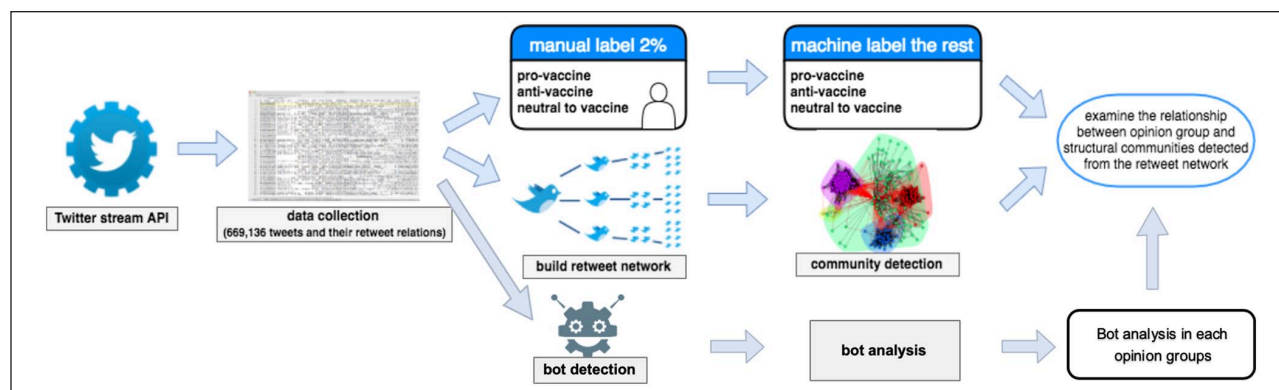 Twitter stream API
data collection
(669,136 tweets and their retweet relations)
manual label 2%
pro-vaccine
anti-vaccine
neutral to vaccine
machine label the rest
pro-vaccine
anti-vaccine
neutral to vaccine
build retweet network
community detection
examine the relationship
between opinion group and
structural communities detected
from the retweet network
bot detection
bot analysis
Bot analysis in each
opinion groups